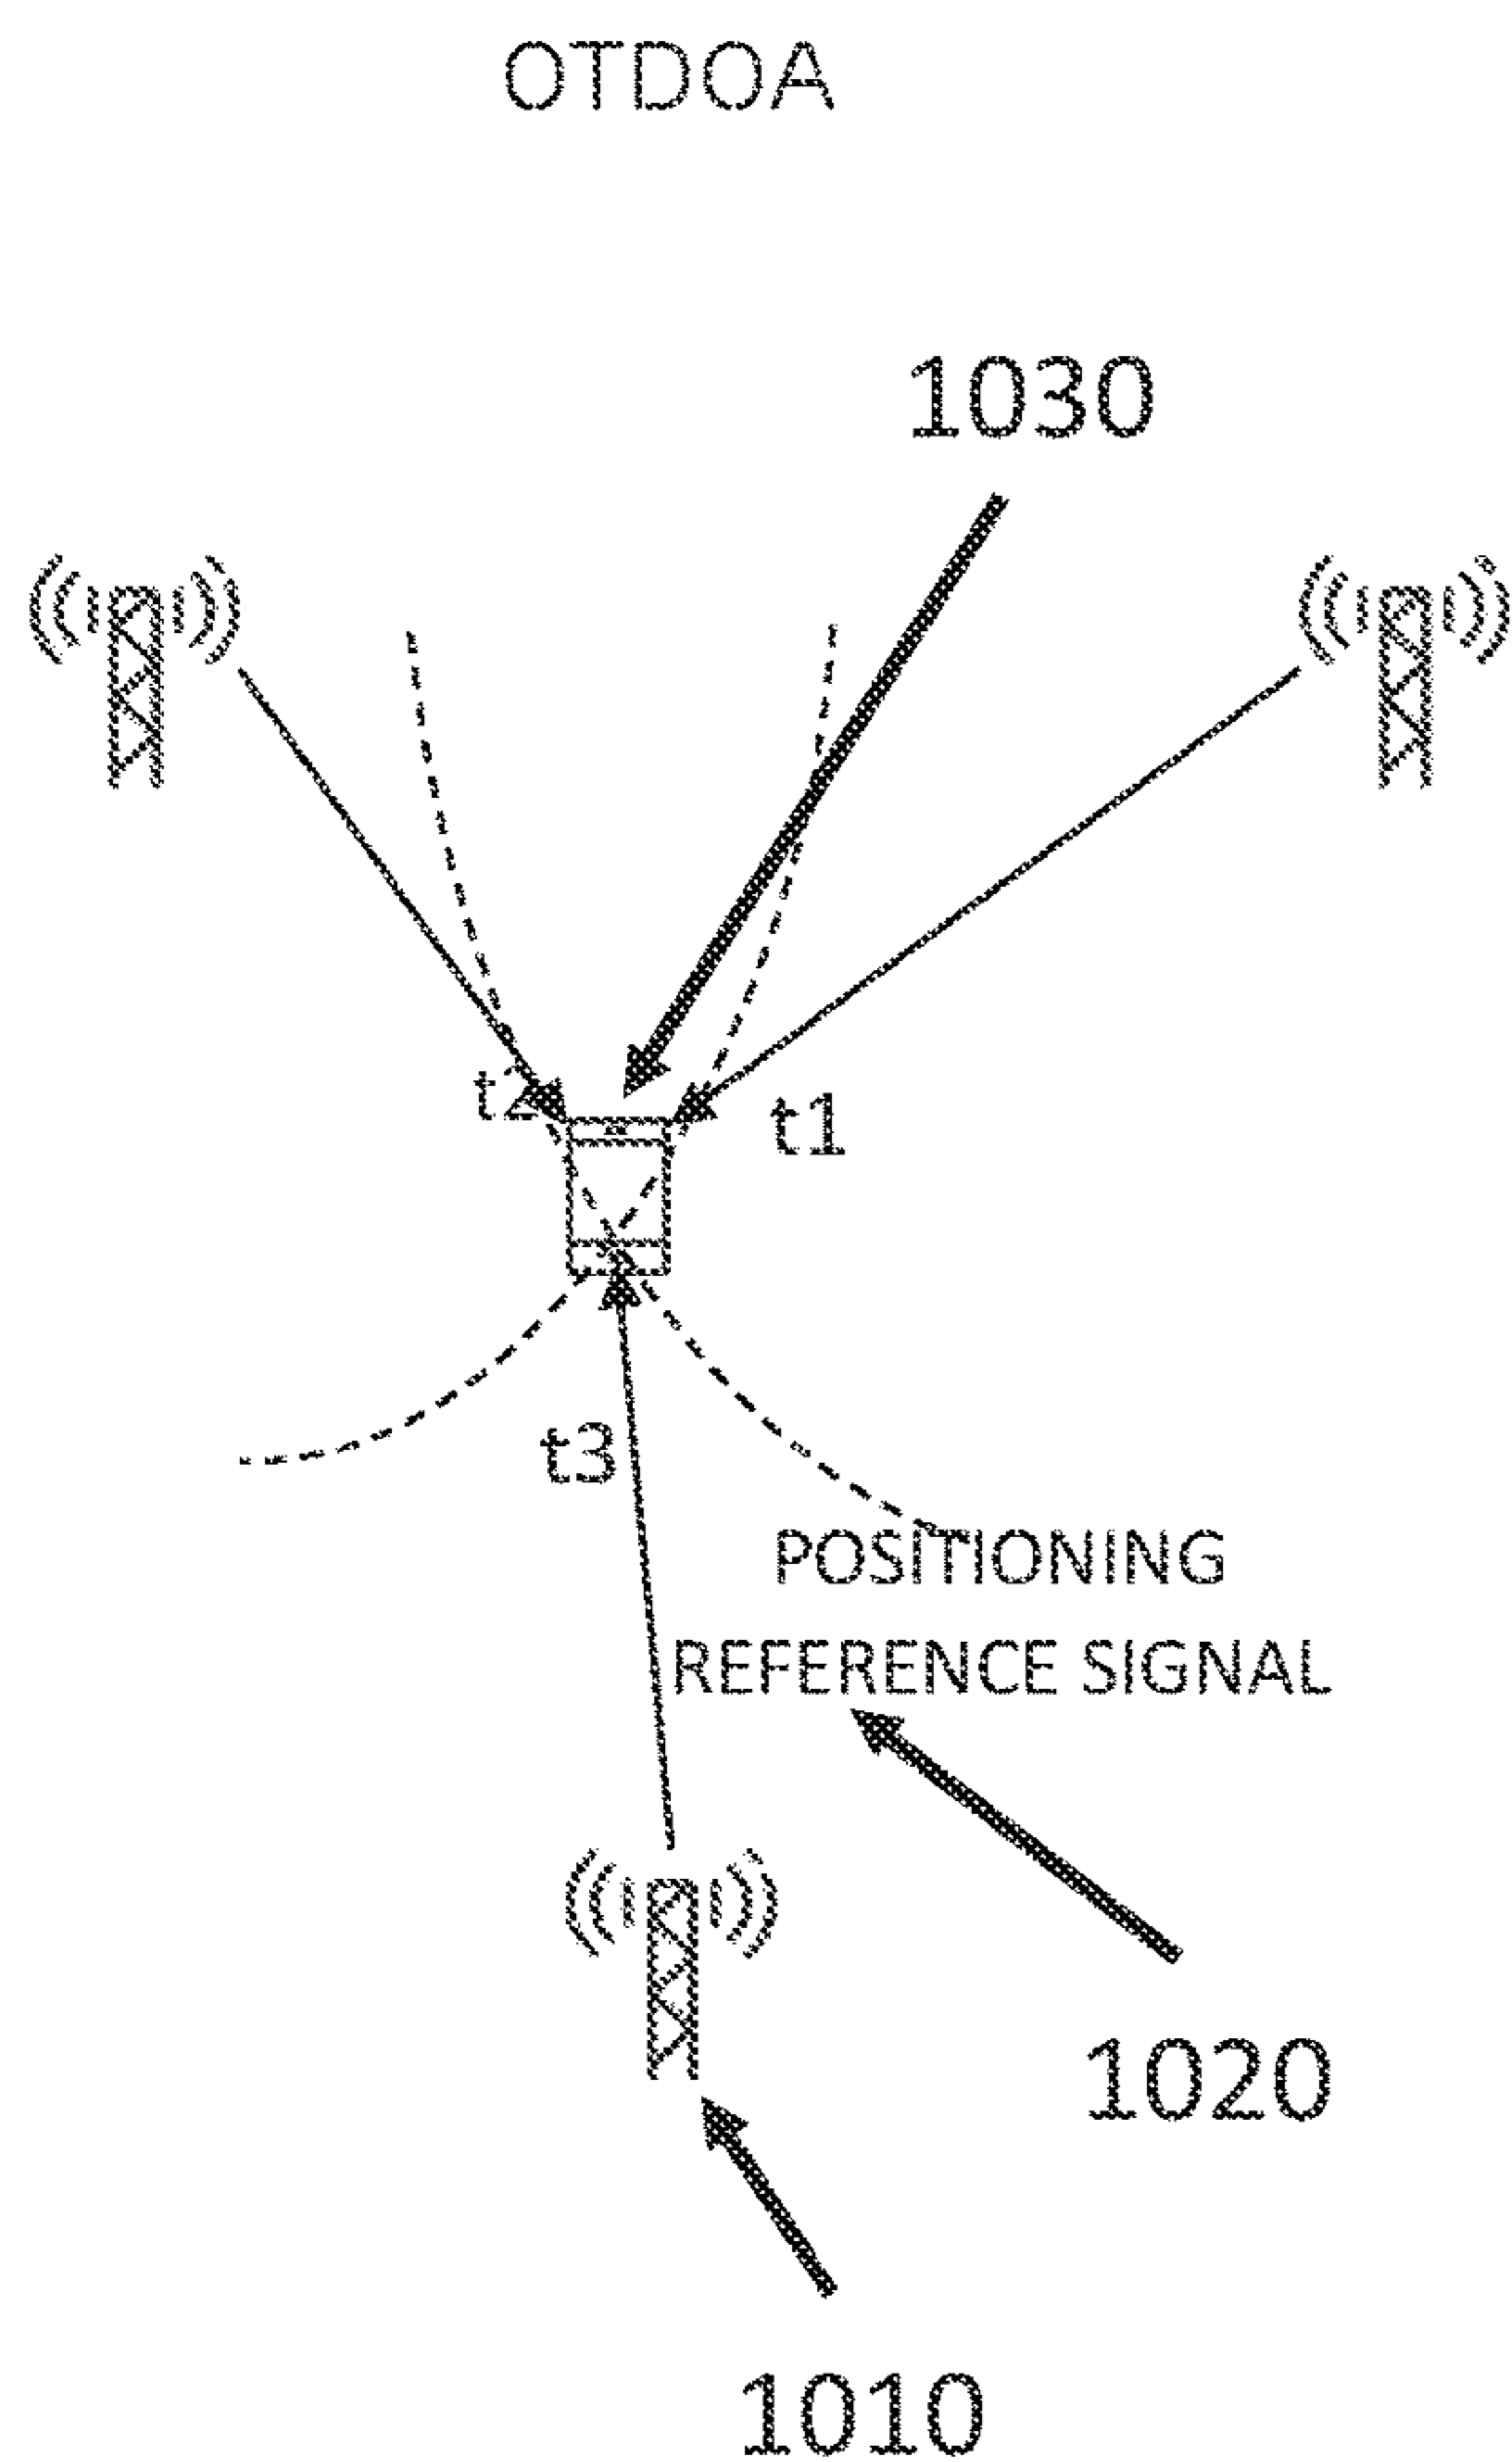 OTDOA
1030
t2
t1
t3
POSITIONING
REFERENCE SIGNAL
1020
1010